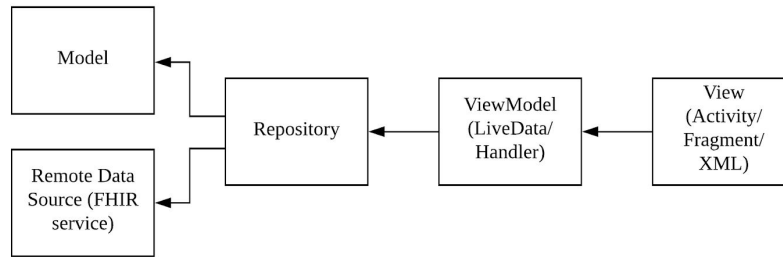 Model
Remote Data
Source (FHIR
service)
Repository
ViewModel
(LiveData/
Handler)
View
(Activity/
Fragment/
XML)